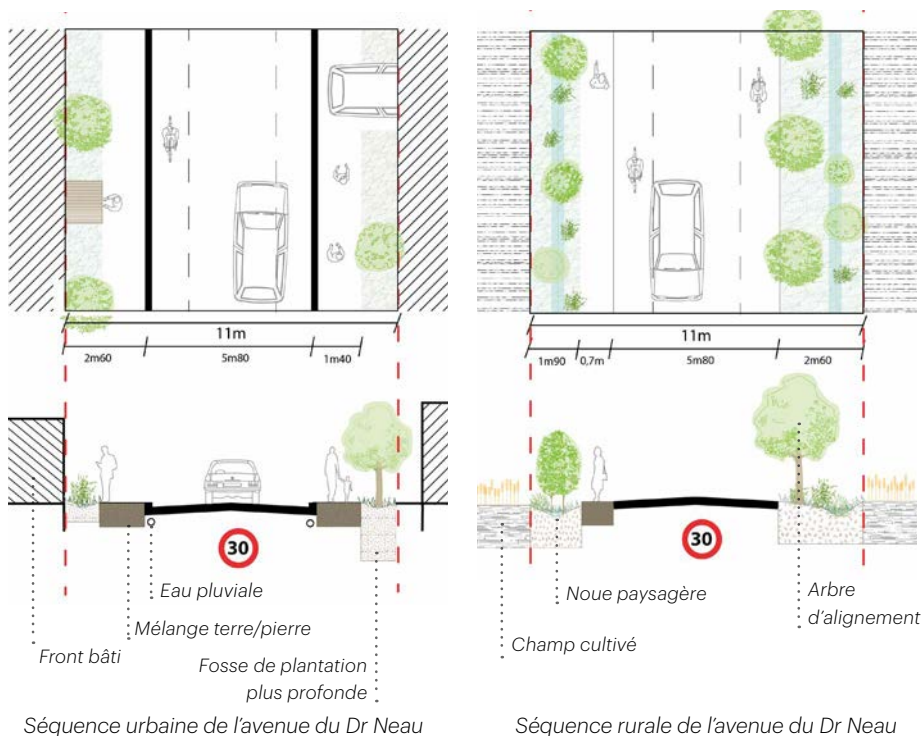 11m
2m60
5m80
1m40
30
Eau pluviale
Mélange terre/pierre
Front bâti
Fosse de plantation
plus profonde
Séquence urbaine de l'avenue du Dr Neau
11m
1m90
0,7m
5m80
2m60
30
Noue paysagère
Arbre
d'alignement
Champ cultivé
Séquence rurale de l'avenue du Dr Neau